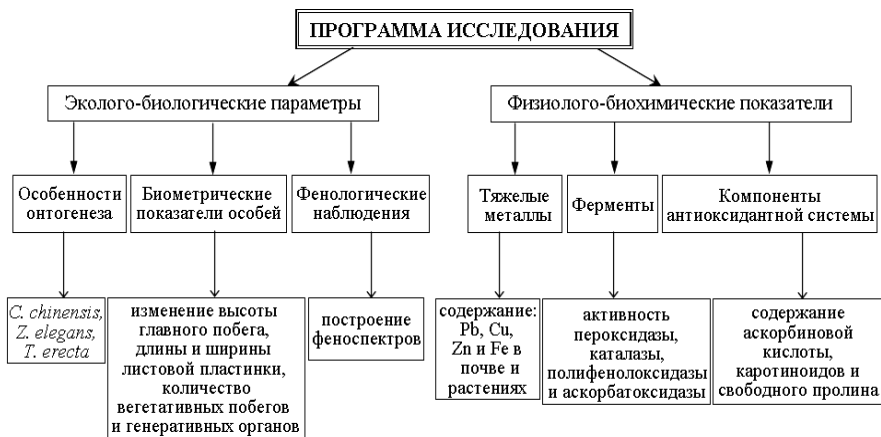 ПРОГРАММА ИССЛЕДОВАНИЯ
Эколого-биологические параметры
Физиолого-биохимические показатели
Особенности
онтогенеза
Биометрические
показатели особей
Фенологические
наблюдения
Тяжелые
металлы
Ферменты
Компоненты
антиоксидантной системы
C. chinensis,
Z. elegans,
T. erecta
изменение высоты
главного побега,
длины и ширины
листовой пластинки,
количество
вегетативных побегов
и генеративных органов
построение
феноспектров
содержание:
Pb, Cu,
Zn и Fe в
почве и
растениях
активность
пероксидазы,
каталазы,
полифенолоксидазы
и аскорбатоксидазы
содержание
аскорбиновой
кислоты,
каротиноидов и
свободного пролина